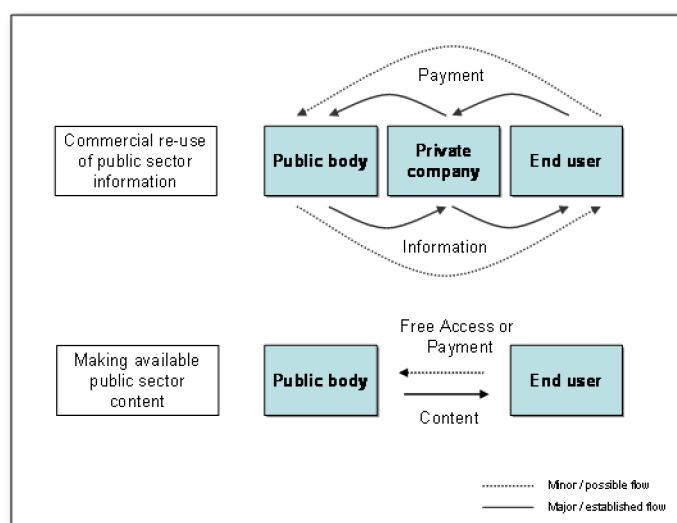 Payment
Commercial re-use
of public sector
information
Public body
Private
company
End user
Information
Free Access or
Payment
Making available
public sector
content
Public body
End user
Content
Minor / possible flow
Major / established flow